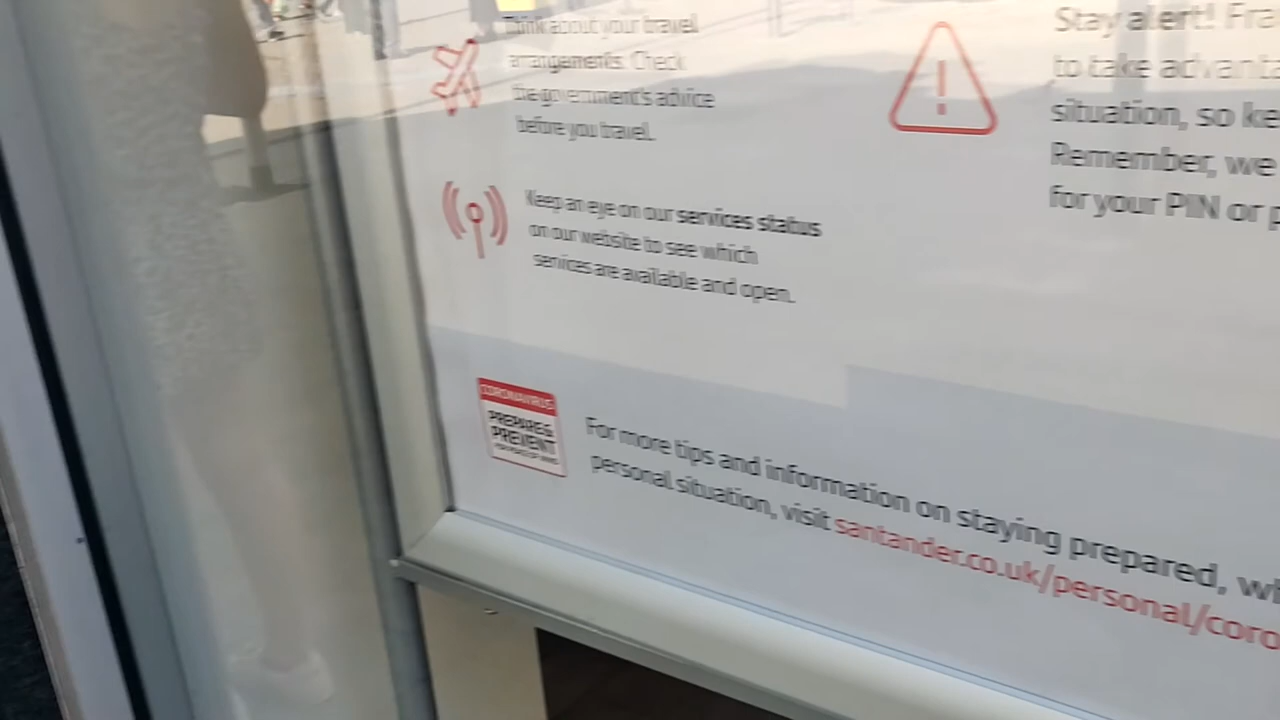 Think about your travel
arrangements. Check
the government's advice
before you travel.
Keep an eye on our services status
on our website to see which
services are available and open.
Stay alert! Fra
to take advanta
situation, so ke
Remember, we
for your PIN or p
CORONAVIRUS
PREPARE &
PREVENT
For more tips and information on staying prepared, wh
personal situation, visit santander.co.uk/personal/coro